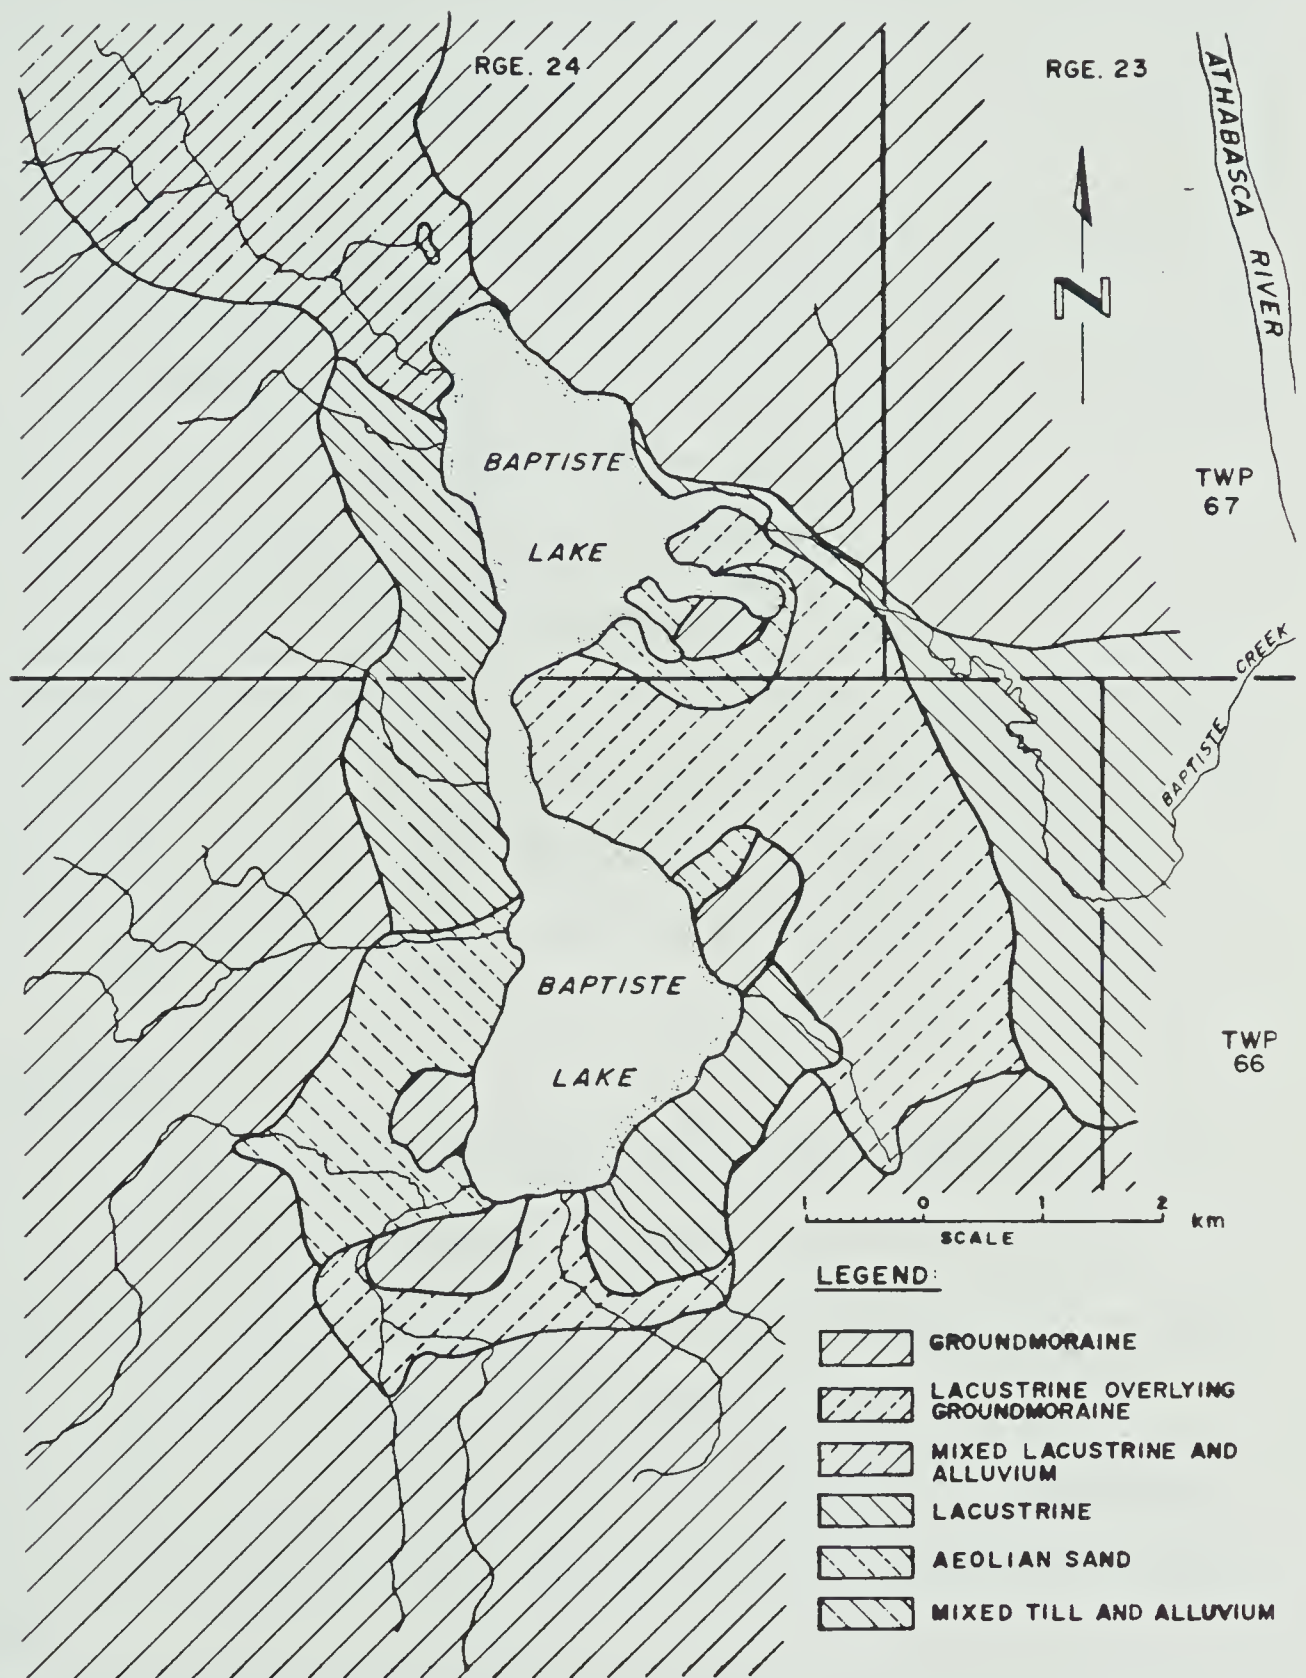 RGE. 24
RGE. 23
ATHABASCA RIVER
N
BAPTISTE
LAKE
TWP
67
BAPTISTE CREEK
BAPTISTE
LAKE
TWP
66
1 0 1 2 km
SCALE
LEGEND:
GROUNDMORAINE
LACUSTRINE OVERLYING
GROUNDMORAINE
MIXED LACUSTRINE AND
ALLUVIUM
LACUSTRINE
AEOLIAN SAND
MIXED TILL AND ALLUVIUM